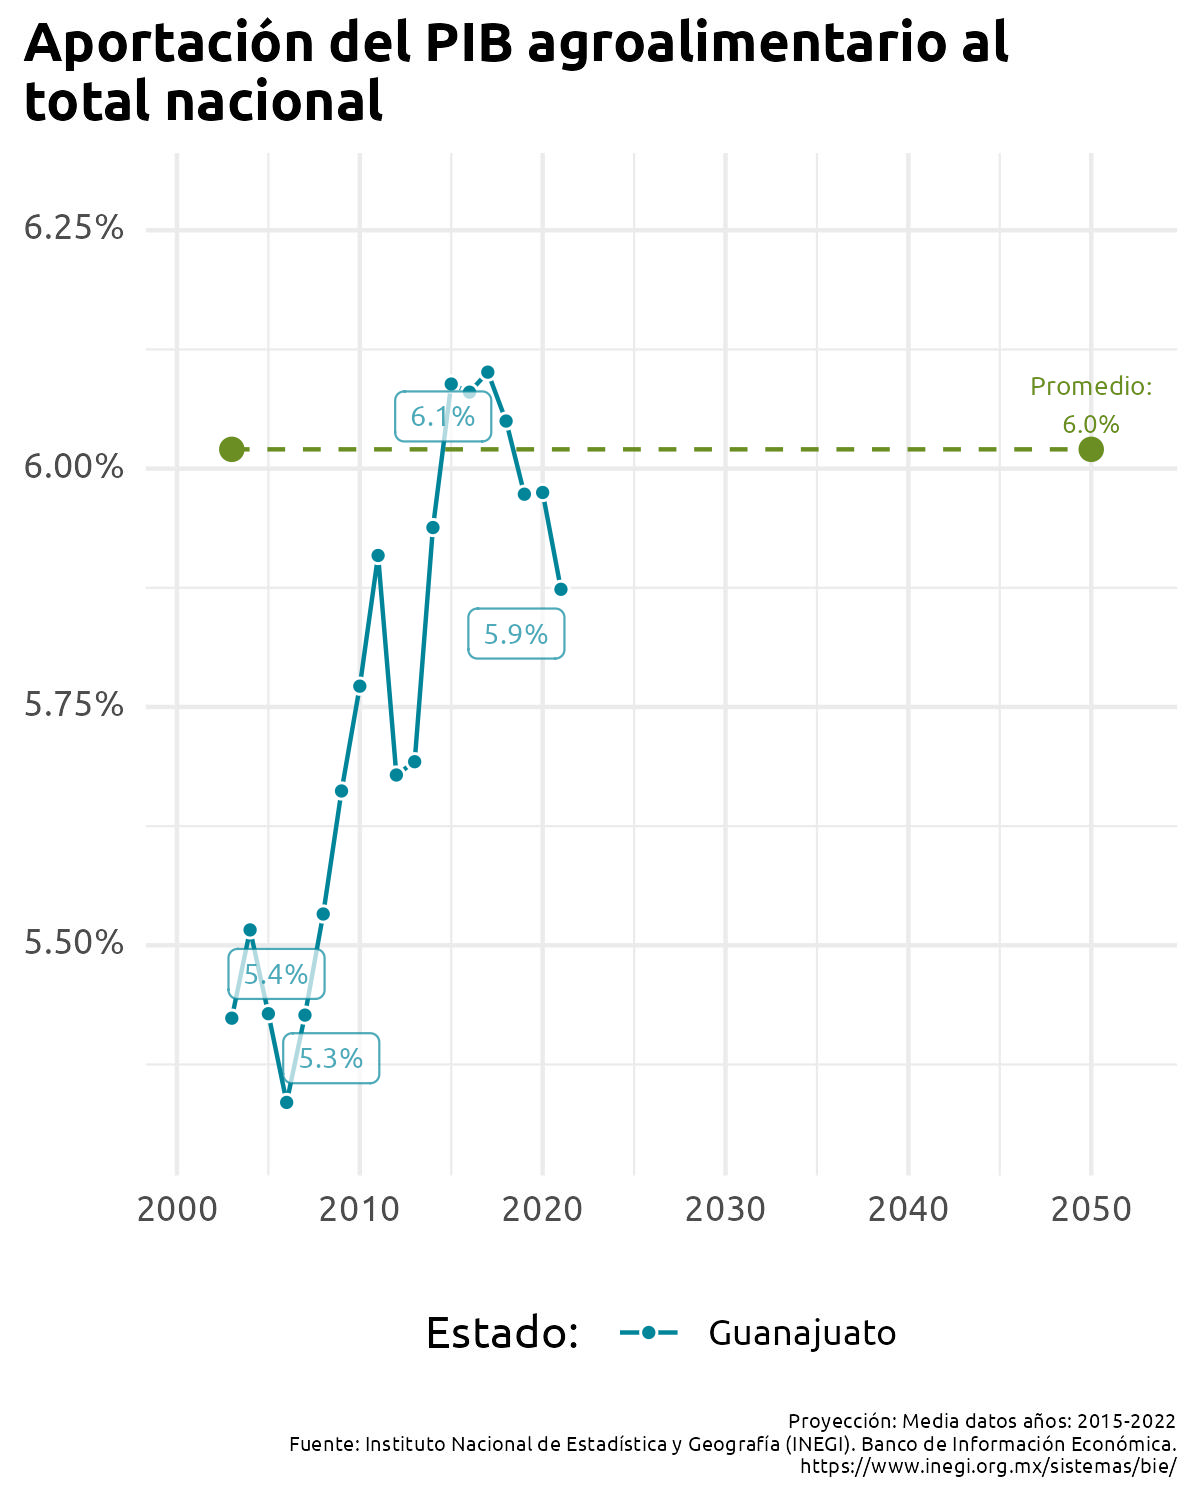 Aportación del PIB agroalimentario al
total nacional
6.25%
Promedio:
6.1%
6.0%
6.00%
5.9%
5.75%
5.50%
5.4%
5.3%
2000 2010 2020 2030 2040 2050
Estado: Guanajuato
Proyección: Media datos años: 2015-2022
Fuente: Instituto Nacional de Estadística y Geografía (INEGI). Banco de Información Económica.
https://www.inegi.org.mx/sistemas/bie/